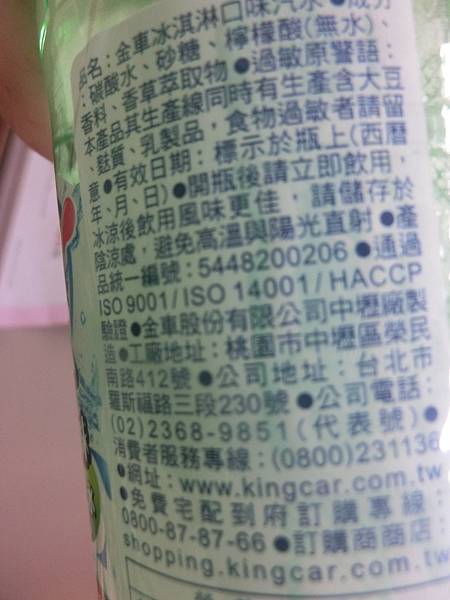 品名:金車冰淇淋口味汽水●成分
:碳酸水、砂糖、檸檬酸(無水)、
香料、香草萃取物●過敏原警語:
本產品其生產線同時有生產含大豆
、麩質、乳製品,食物過敏者請留
意●有效日期:標示於瓶上(西曆
年、月、日)●開瓶後請立即飲用,
冰涼後飲用風味更佳,請儲存於
陰涼處,避免高溫與陽光直射●產
品統一編號:5448200206●通過
ISO 9001/ISO 14001/HACCP
驗證●金車股份有限公司中壢廠製
造●工廠地址:桃園市中壢區榮民
南路412號●公司地址:台北市
羅斯福路三段230號●公司電話:
(02)2368-9851(代表號)●
消費者服務專線:(0800)231136
●網址:www.kingcar.com.tw
●免費宅配到府訂購專線:
0800-87-87-66●訂購商商店:
shopping.kingcar.com.tw